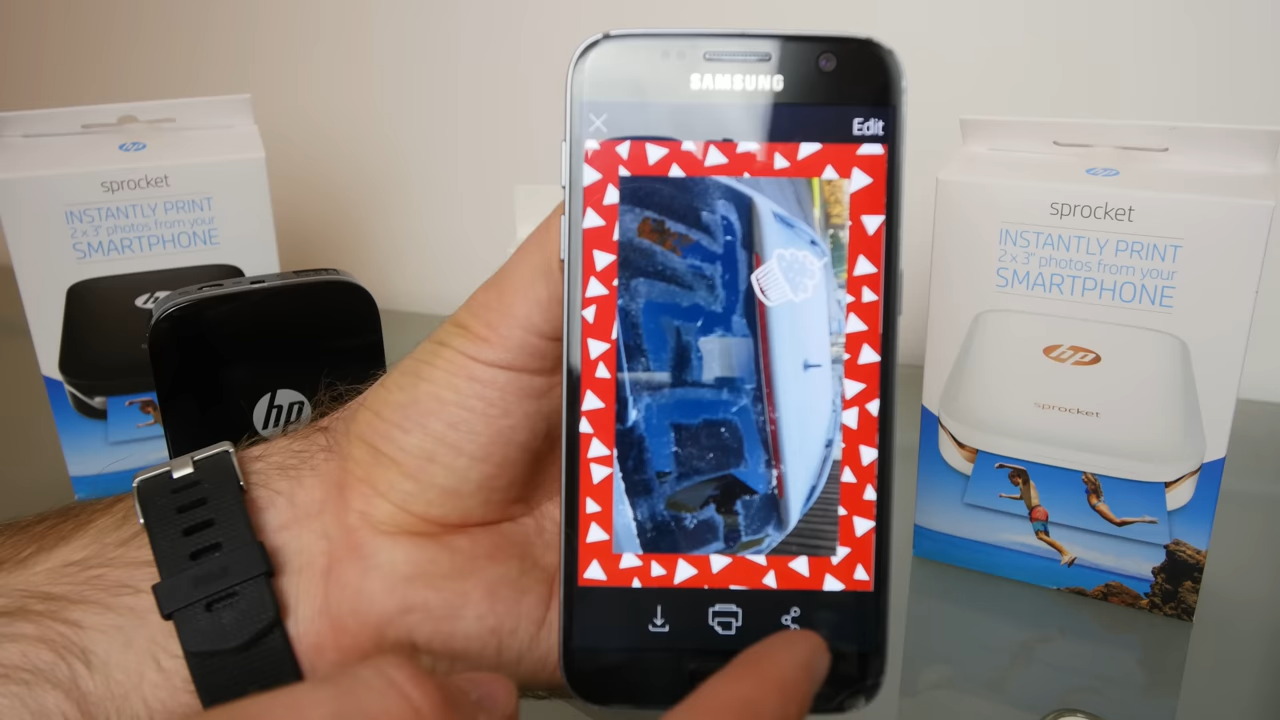 hp
sprocket
INSTANTLY PRINT
2 x 3" photos from your
SMARTPHONE
hp
hp
SAMSUNG
Edit
hp
sprocket
INSTANTLY PRINT
2 x 3" photos from your
SMARTPHONE
hp
sprocket